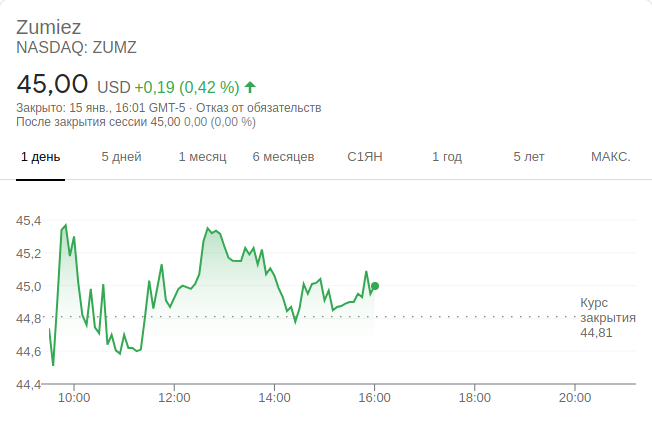 Zumiez
NASDAQ: ZUMZ
45,00 USD +0,19 (0,42 %)
Закрыто: 15 янв., 16:01 GMT-5 · Отказ от обязательств
После закрытия сессии 45,00 0,00 (0,00 %)
1 день 5 дней 1 месяц 6 месяцев С1ЯН 1 год 5 лет МАКС.
45,4
45,2
45,0
44,8
44,6
44,4
Курс
закрытия
44,81
10:00 12:00 14:00 16:00 18:00 20:00